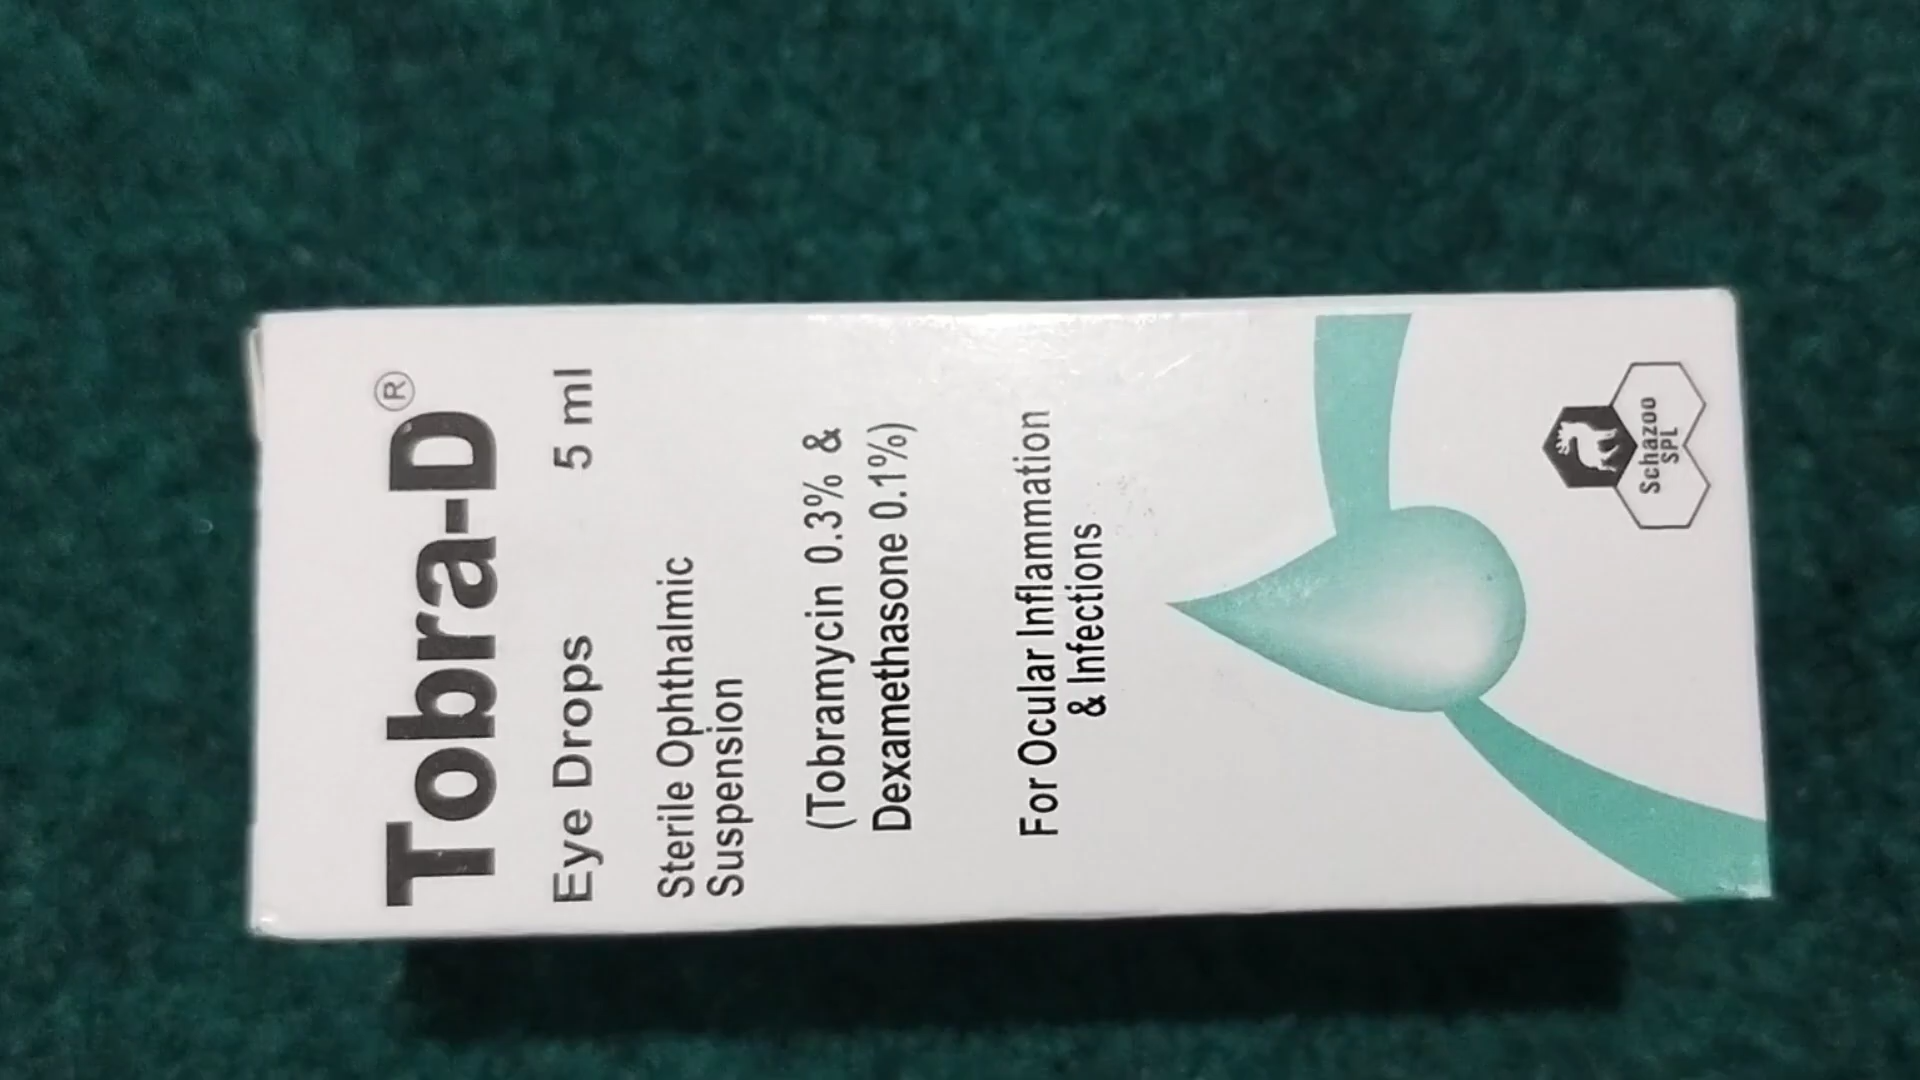 Tobra-D®
Eye Drops 5 ml
Sterile Ophthalmic
Suspension
(Tobramycin 0.3% &
Dexamethasone 0.1%)
For Ocular Inflammation
& Infections
Schazoo
SPL